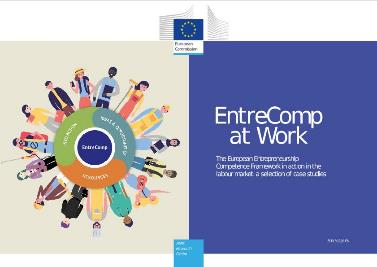 European
Commission
EntreComp
at Work
The European Entrepreneurship
Competence Framework in action in the
labour market: a selection of case studies
INTO ACTION
IDEAS & OPPORTUNITIES
RESOURCES
EntreComp
Joint
Research
Centre